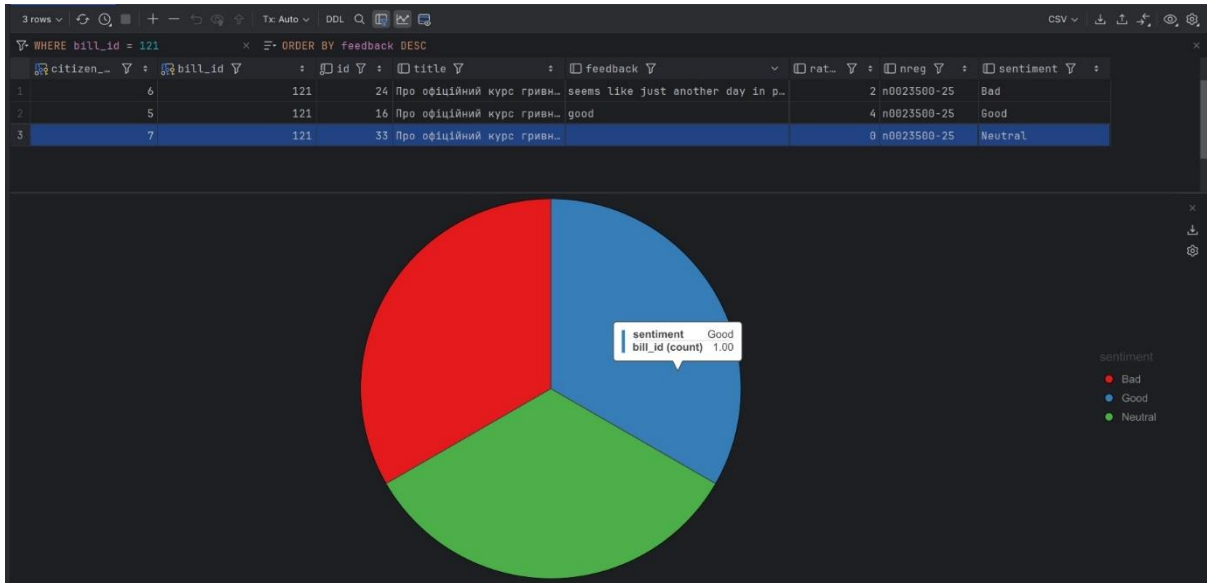 3 rows Tx: Auto DDL CSV
WHERE bill_id = 121 ORDER BY feedback DESC
citizen_… bill_id id title feedback rat… nreg sentiment
1 6 121 24 Про офіційний курс гривн… seems like just another day in p… 2 n0023500-25 Bad
2 5 121 16 Про офіційний курс гривн… good 4 n0023500-25 Good
3 7 121 33 Про офіційний курс гривн… 0 n0023500-25 Neutral
sentiment Good
bill_id (count) 1.00
sentiment
Bad
Good
Neutral